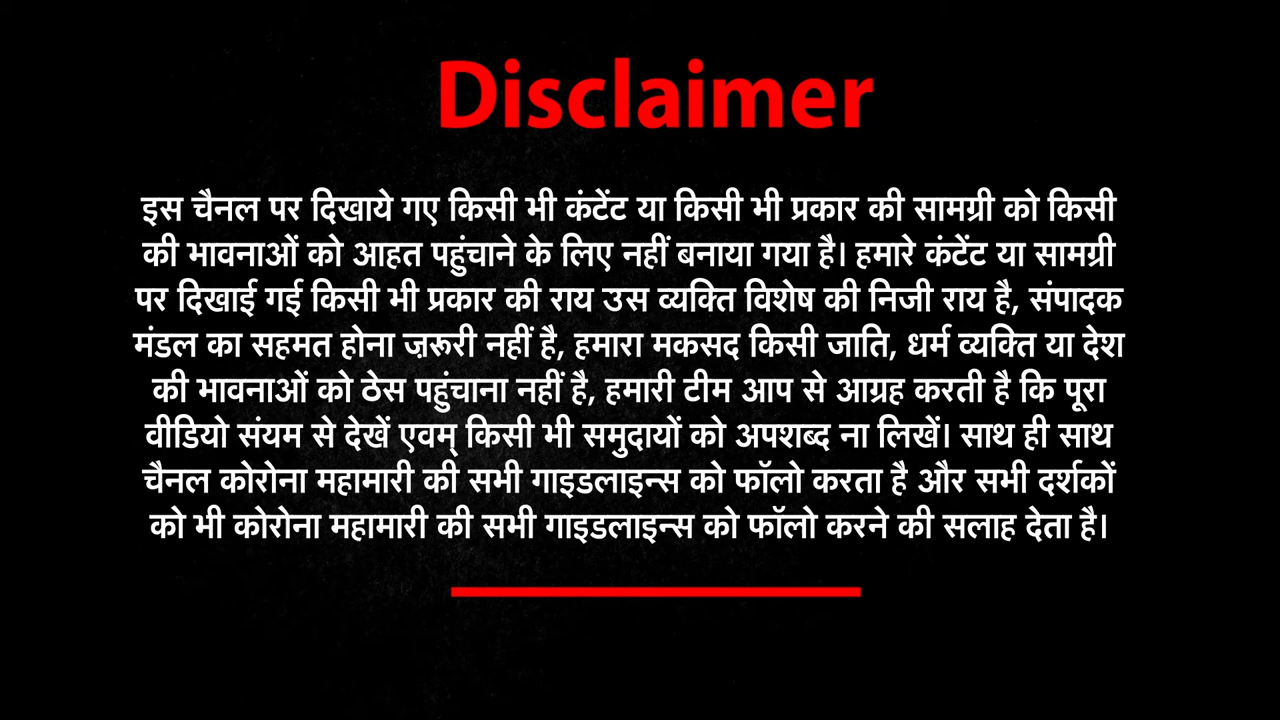 Disclaimer
इस चैनल पर दिखाये गए किसी भी कंटेंट या किसी भी प्रकार की सामग्री को किसी
की भावनाओं को आहत पहुंचाने के लिए नहीं बनाया गया है। हमारे कंटेंट या सामग्री
पर दिखाई गई किसी भी प्रकार की राय उस व्यक्ति विशेष की निजी राय है, संपादक
मंडल का सहमत होना ज़रूरी नहीं है, हमारा मकसद किसी जाति, धर्म व्यक्ति या देश
की भावनाओं को ठेस पहुंचाना नहीं है, हमारी टीम आप से आग्रह करती है कि पूरा
वीडियो संयम से देखें एवम् किसी भी समुदायों को अपशब्द ना लिखें। साथ ही साथ
चैनल कोरोना महामारी की सभी गाइडलाइन्स को फॉलो करता है और सभी दर्शकों
को भी कोरोना महामारी की सभी गाइडलाइन्स को फॉलो करने की सलाह देता है।